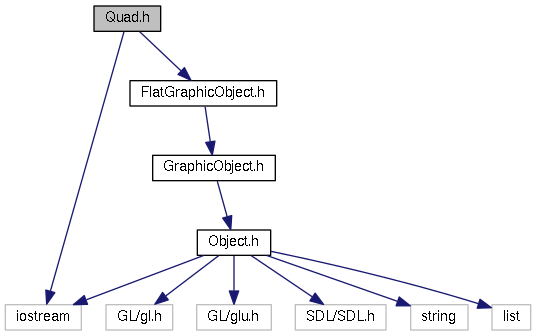 Quad.h
FlatGraphicObject.h
GraphicObject.h
Object.h
iostream
GL/gl.h
GL/glu.h
SDL/SDL.h
string
list